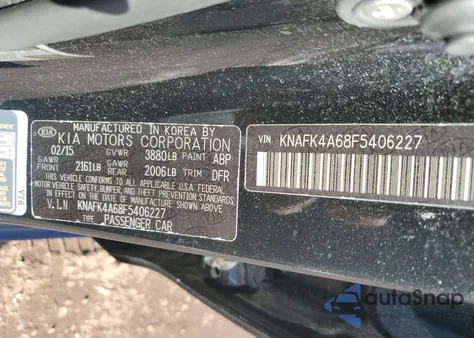 KIA MANUFACTURED IN KOREA BY
KIA MOTORS CORPORATION
02/15 GVWR 3880LB PAINT ABP
GAWR FRONT 2161LB GAWR REAR 2006LB TRIM DFR
THIS VEHICLE CONFORMS TO ALL APPLICABLE FEDERAL
MOTOR VEHICLE SAFETY, BUMPER, AND THEFT PREVENTION
STANDARDS IN EFFECT ON THE DATE OF MANUFACTURE SHOWN ABOVE.
V.I.N KNAFK4A68F5406227
TYPE PASSENGER CAR
VIN KNAFK4A68F5406227
Y76
autoSnap